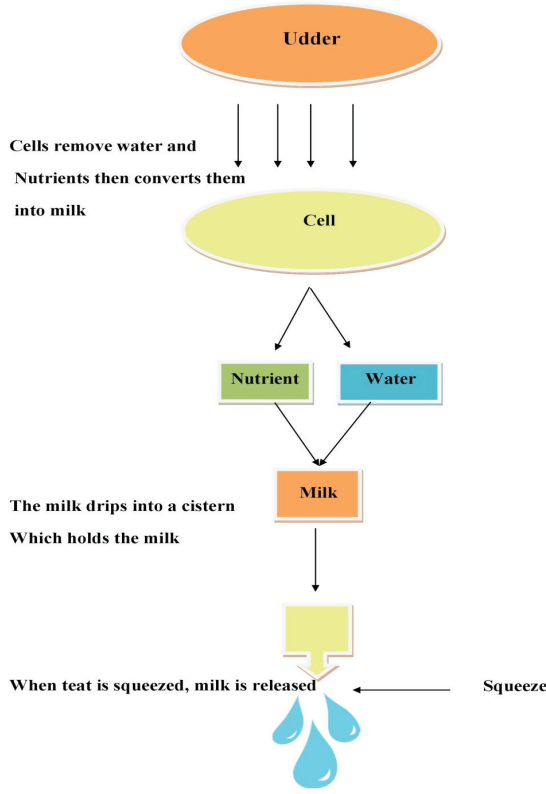 Udder
Cells remove water and
Nutrients then converts them
into milk
Cell
Nutrient
Water
Milk
The milk drips into a cistern
Which holds the milk
When teat is squeezed, milk is released
Squeeze